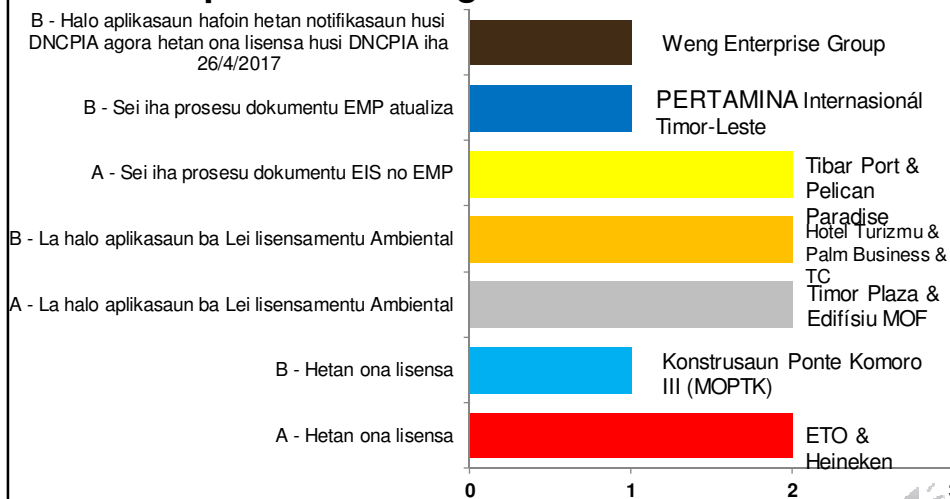 B - Halo aplikasaun hafoin hetan notifikasaun husi
DNCPIA agora hetan ona lisensa husi DNCPIA iha
26/4/2017
Weng Enterprise Group
B - Sei iha prosesu dokumentu EMP atualiza
PERTAMINA Internasionál
Timor-Leste
A - Sei iha prosesu dokumentu EIS no EMP
Tibar Port &
Pelican
Paradise
B - La halo aplikasaun ba Lei lisensamentu Ambiental
Hotel Turizmu &
Palm Business &
TC
A - La halo aplikasaun ba Lei lisensamentu Ambiental
Timor Plaza &
Edifísiu MOF
B - Hetan ona lisensa
Konstrusaun Ponte Komoro
III (MOPTK)
A - Hetan ona lisensa
ETO &
Heineken
0 1 2